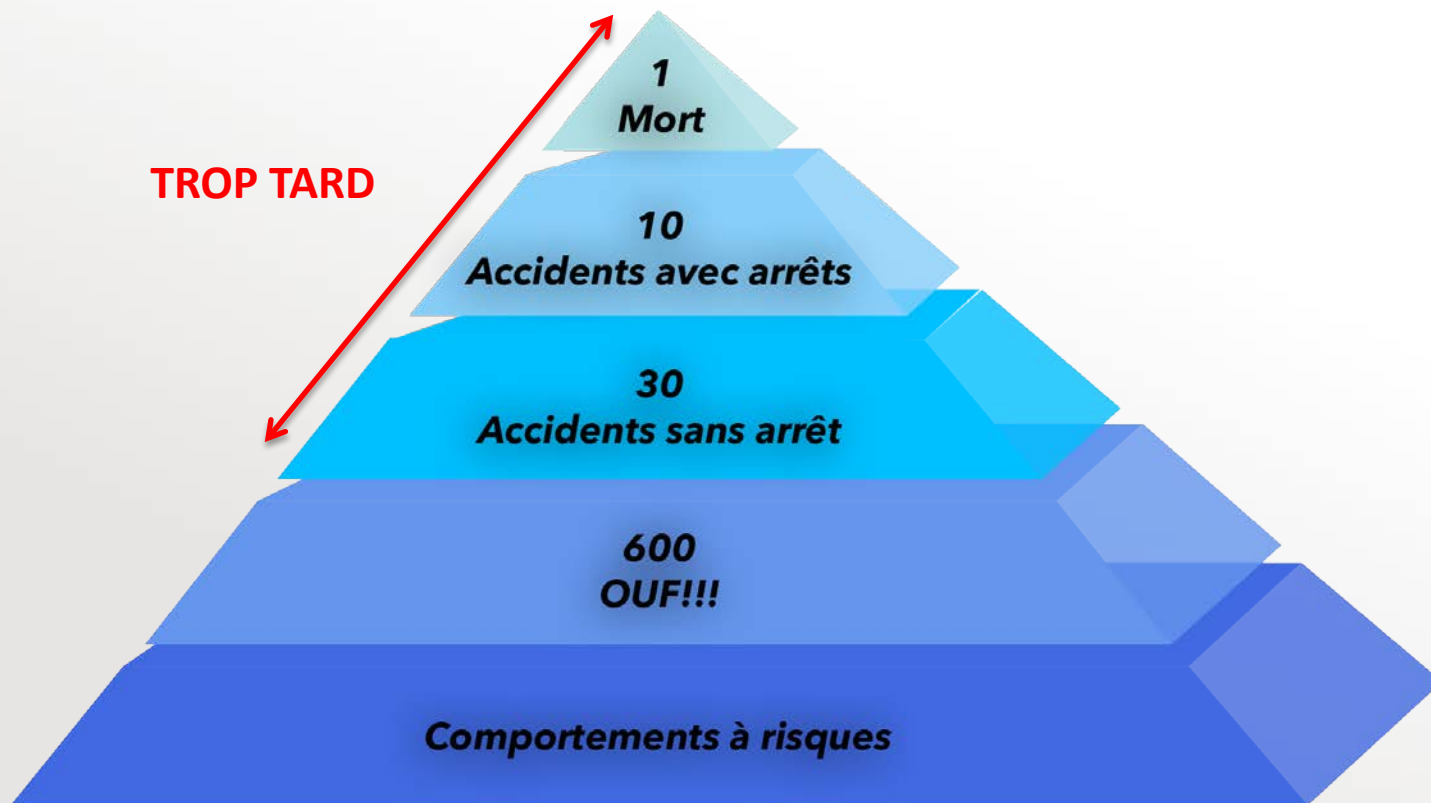 1
Mort
TROP TARD
10
Accidents avec arrêts
30
Accidents sans arrêt
600
OUF!!!
Comportements à risques